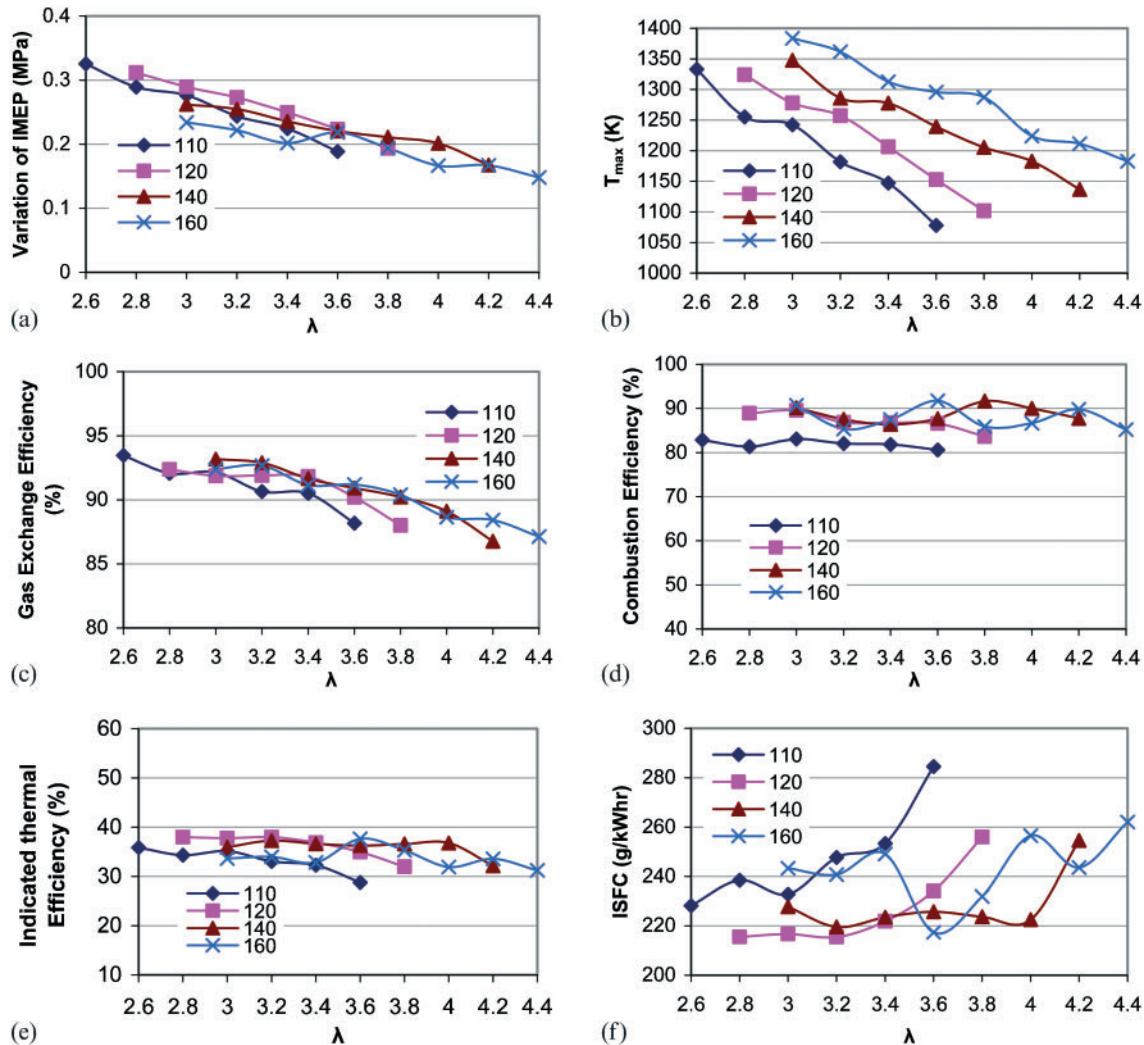 Variation of IMEP (MPa)
0.4
0.3
0.2
0.1
0
110
120
140
160
2.6 2.8 3 3.2 3.4 3.6 3.8 4 4.2 4.4
λ
(a)
Tmax (K)
1400
1350
1300
1250
1200
1150
1100
1050
1000
110
120
140
160
2.6 2.8 3 3.2 3.4 3.6 3.8 4 4.2 4.4
λ
(b)
Gas Exchange Efficiency
(%)
100
95
90
85
80
110
120
140
160
2.6 2.8 3 3.2 3.4 3.6 3.8 4 4.2 4.4
λ
(c)
Combustion Efficiency (%)
100
90
80
70
60
50
40
110
120
140
160
2.6 2.8 3 3.2 3.4 3.6 3.8 4 4.2 4.4
λ
(d)
Indicated thermal
Efficiency (%)
60
50
40
30
20
10
110
120
140
160
2.6 2.8 3 3.2 3.4 3.6 3.8 4 4.2 4.4
λ
(e)
ISFC (g/kWhr)
300
280
260
240
220
200
110
120
140
160
2.6 2.8 3 3.2 3.4 3.6 3.8 4 4.2 4.4
λ
(f)